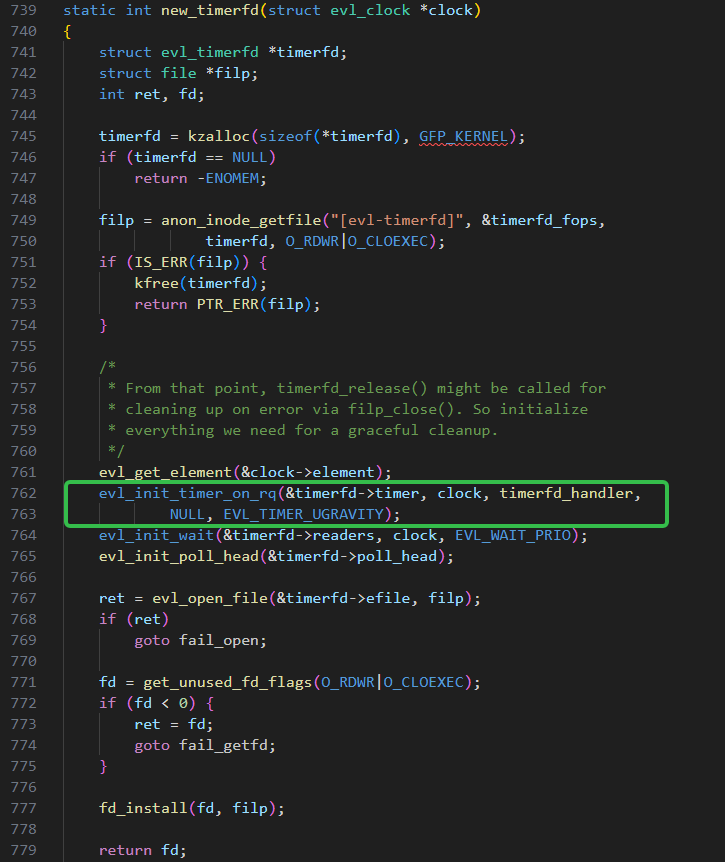 739 static int new_timerfd(struct evl_clock *clock)
740 {
741     struct evl_timerfd *timerfd;
742     struct file *filp;
743     int ret, fd;
744
745     timerfd = kzalloc(sizeof(*timerfd), GFP_KERNEL);
746     if (timerfd == NULL)
747         return -ENOMEM;
748
749     filp = anon_inode_getfile("[evl-timerfd]", &timerfd_fops,
750                 timerfd, O_RDWR|O_CLOEXEC);
751     if (IS_ERR(filp)) {
752         kfree(timerfd);
753         return PTR_ERR(filp);
754     }
755
756     /*
757      * From that point, timerfd_release() might be called for
758      * cleaning up on error via filp_close(). So initialize
759      * everything we need for a graceful cleanup.
760      */
761     evl_get_element(&clock->element);
762     evl_init_timer_on_rq(&timerfd->timer, clock, timerfd_handler,
763             NULL, EVL_TIMER_UGRAVITY);
764     evl_init_wait(&timerfd->readers, clock, EVL_WAIT_PRIO);
765     evl_init_poll_head(&timerfd->poll_head);
766
767     ret = evl_open_file(&timerfd->efile, filp);
768     if (ret)
769         goto fail_open;
770
771     fd = get_unused_fd_flags(O_RDWR|O_CLOEXEC);
772     if (fd < 0) {
773         ret = fd;
774         goto fail_getfd;
775     }
776
777     fd_install(fd, filp);
778
779     return fd;